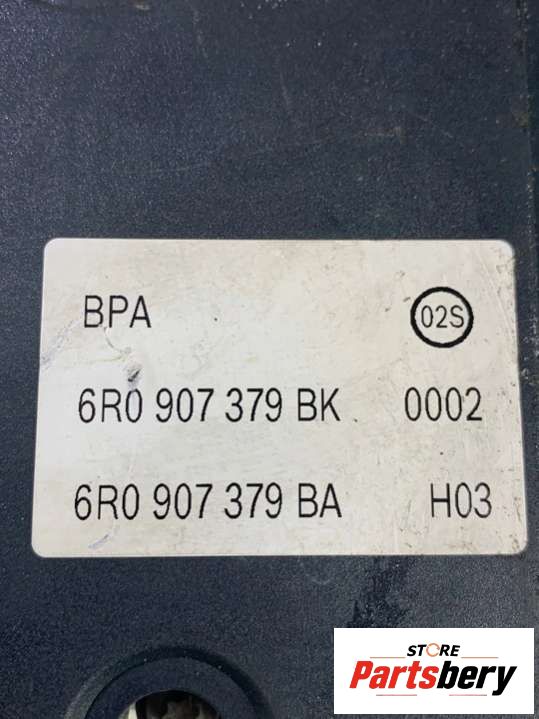 BPA 02S
6R0 907 379 BK 0002
6R0 907 379 BA H03
STORE
Partsbery